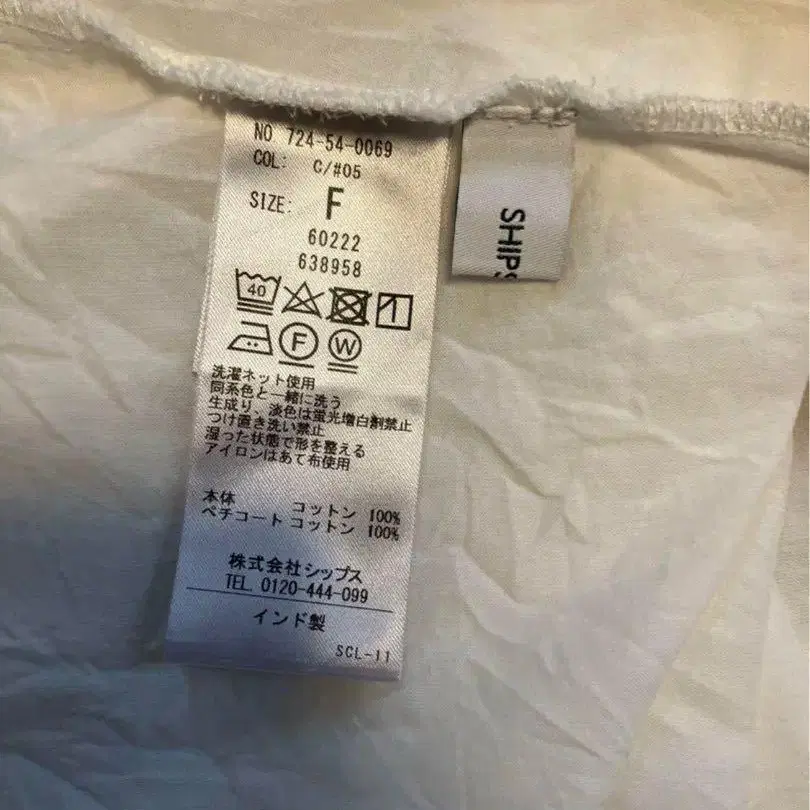 NO 724-54-0069
COL: C/#05
SIZE: F
60222
638958
40
F
W
洗濯ネット使用
同系色と一緒に洗う
生成り、淡色は蛍光増白剤禁止
つけ置き洗い禁止
湿った状態で形を整える
アイロンはあて布使用
本体 コットン 100%
ペチコート コットン 100%
株式会社シップス
TEL. 0120-444-099
インド製
SCL-11
SHIPS